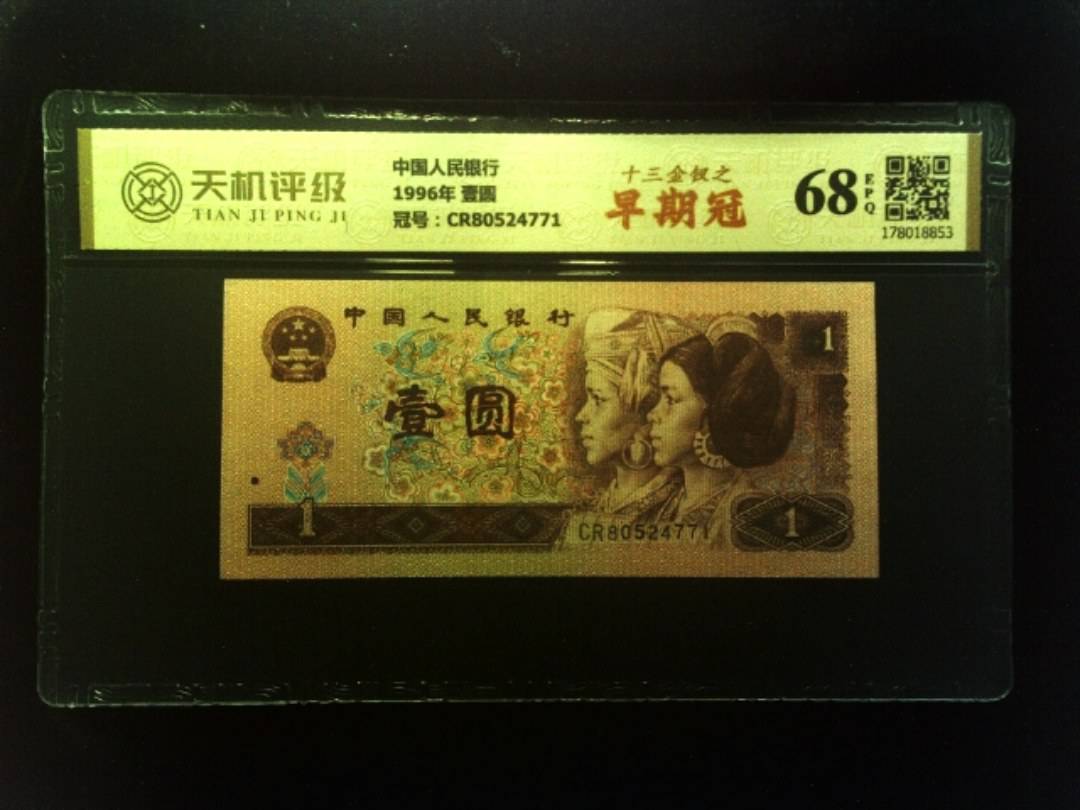 天机评级
TIAN JI PING JI
中国人民银行
1996年 壹圆
冠号：CR80524771
十三金钗之
早期冠
68
EPQ
178018853
中国人民银行
1
壹圆
1
CR80524771
1